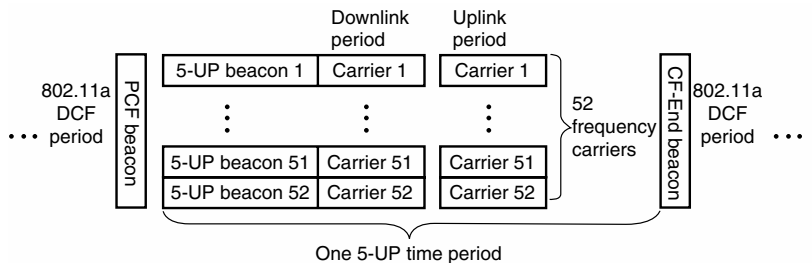 Downlink
period
Uplink
period
802.11a
DCF
period
PCF beacon
5-UP beacon 1
Carrier 1
Carrier 1
5-UP beacon 51
Carrier 51
Carrier 51
5-UP beacon 52
Carrier 52
Carrier 52
52
frequency
carriers
CF-End beacon
802.11a
DCF
period
One 5-UP time period